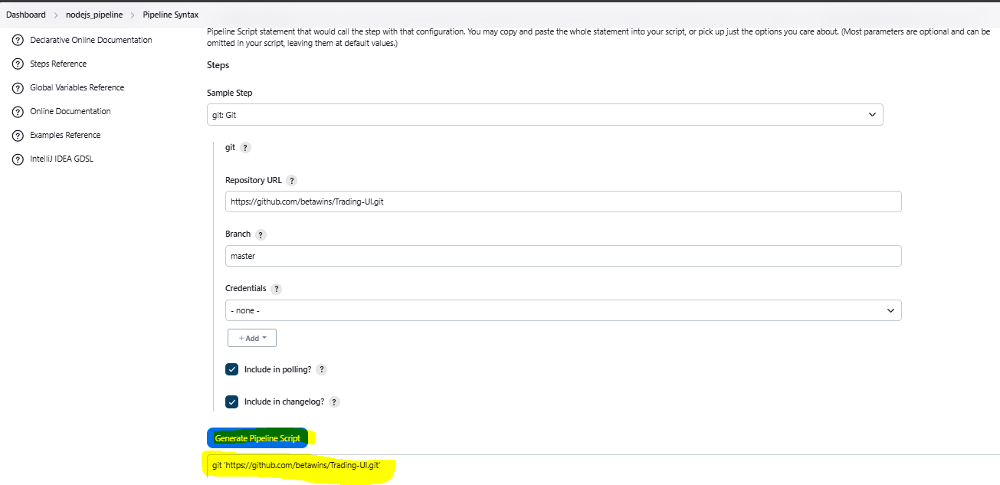 Dashboard > nodejs_pipeline > Pipeline Syntax
Declarative Online Documentation
Steps Reference
Global Variables Reference
Online Documentation
Examples Reference
IntelliJ IDEA GDSL
Pipeline Script statement that would call the step with that configuration. You may copy and paste the whole statement into your script, or pick up just the options you care about. (Most parameters are optional and can be
omitted in your script, leaving them at default values.)
Steps
Sample Step
git: Git
git ?
Repository URL ?
https://github.com/betawins/Trading-UI.git
Branch ?
master
Credentials ?
- none -
+ Add
Include in polling? ?
Include in changelog? ?
Generate Pipeline Script
git 'https://github.com/betawins/Trading-UI.git'